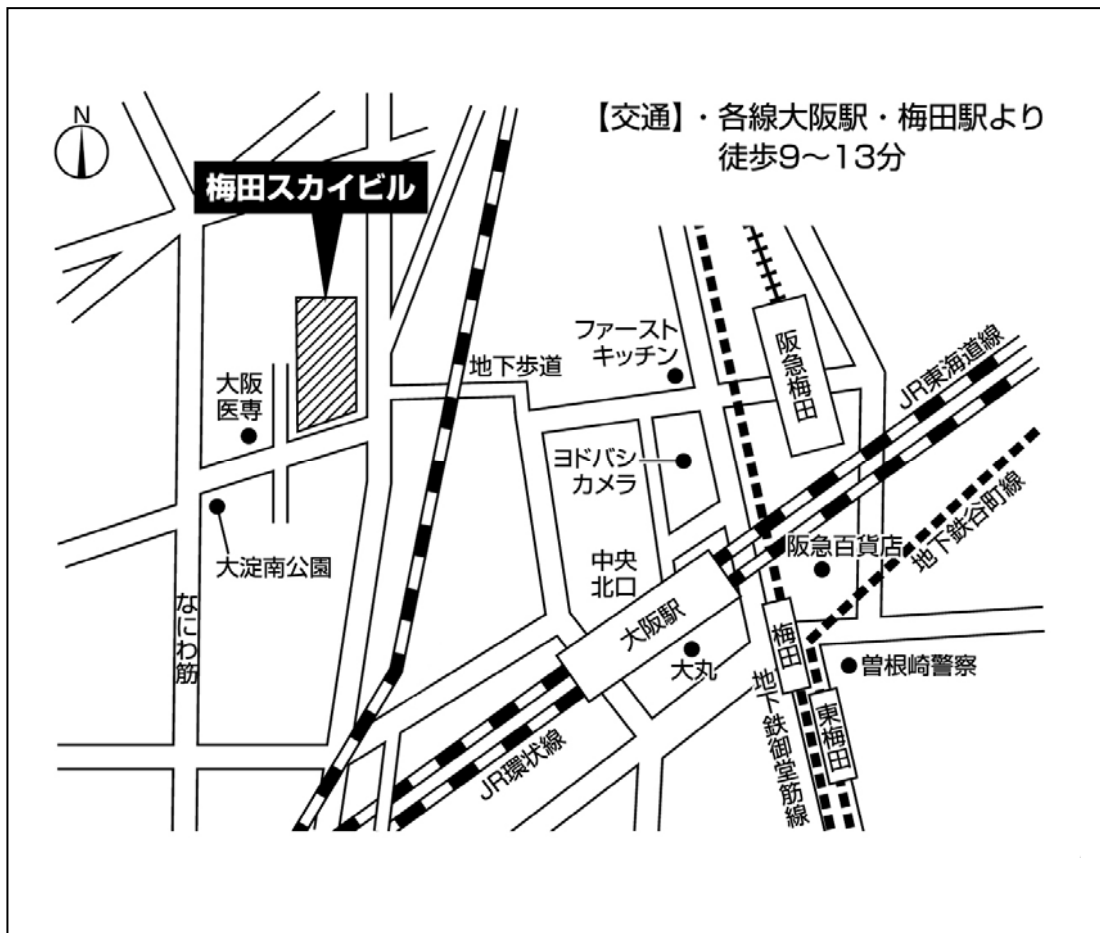 N
【交通】・各線大阪駅・梅田駅より
徒歩9〜13分
梅田スカイビル
ファースト
キッチン
地下歩道
阪急梅田
JR東海道線
大阪
医専
ヨドバシ
カメラ
地下鉄谷町線
大淀南公園
中央
北口
阪急百貨店
なにわ筋
大阪駅
梅田
大丸
曽根崎警察
東梅田
地下鉄御堂筋線
JR環状線